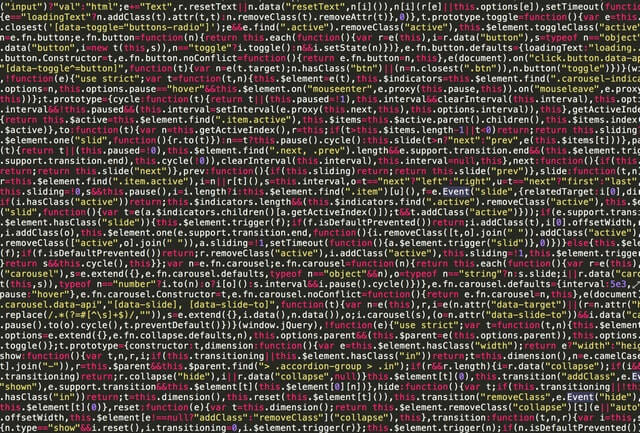 ("input")?"val":"html";e+="Text",r.resetText||n.data("resetText",n[i]()),n[i](r[e]||this.options[e]),setTimeout(function
{e=="loadingText"?n.addClass(t).attr(t,t):n.removeClass(t).removeAttr(t)},0)},t.prototype.toggle=function(){var e=th
.closest('[data-toggle="buttons-radio"]');e&&e.find(".active").removeClass("active"),this.$element.toggleClass("active"
=e.fn.button;e.fn.button=function(n){return this.each(function(){var r=e(this),i=r.data("button"),s=typeof n=="object"
.data("button",i=new t(this,s)),n=="toggle"?i.toggle():n&&i.setState(n)})},e.fn.button.defaults={loadingText:"loading.
.button.Constructor=t,e.fn.button.noConflict=function(){return e.fn.button=n,this},e(document).on("click.button.data-ap
"[data-toggle^=button]",function(t){var n=e(t.target);n.hasClass("btn")||(n=n.closest(".btn")),n.button("toggle")})}(w
,!function(e){"use strict";var t=function(t,n){this.$element=e(t),this.$indicators=this.$element.find(".carousel-indic
options=n,this.options.pause=="hover"&&this.$element.on("mouseenter",e.proxy(this.pause,this)).on("mouseleave",e.proxy(
this))};t.prototype={cycle:function(t){return t||(this.paused=!1),this.interval&&clearInterval(this.interval),this.opti
interval&&!this.paused&&(this.interval=setInterval(e.proxy(this.next,this),this.options.interval)),this},getActiveIndex
{return this.$active=this.$element.find(".item.active"),this.$items=this.$active.parent().children(),this.$items.index(
$active)},to:function(t){var n=this.getActiveIndex(),r=this;if(t>this.$items.length-1||t<0)return;return this.sliding?
element.one("slid",function(){r.to(t)}):n==t?this.pause().cycle():this.slide(t>n?"next":"prev",e(this.$items[t]))},pau
(t){return t||(this.paused=!0),this.$element.find(".next, .prev").length&&e.support.transition.end&&(this.$element.tr
support.transition.end),this.cycle(!0)),clearInterval(this.interval),this.interval=null,this},next:function(){if(this
return;return this.slide("next")},prev:function(){if(this.sliding)return;return this.slide("prev")},slide:function(t,n
r=this.$element.find(".item.active"),i=n||r[t](),s=this.interval,o=t=="next"?"left":"right",u=t=="next"?"first":"last",
this.sliding=!0,s&&this.pause(),i=i.length?i:this.$element.find(".item")[u](),f=e.Event("slide",{relatedTarget:i[0],di
if(i.hasClass("active"))return;this.$indicators.length&&(this.$indicators.find(".active").removeClass("active"),this.$e
("slid",function(){var t=e(a.$indicators.children()[a.getActiveIndex()]);t&&t.addClass("active")}));if(e.support.transi
$element.hasClass("slide")){this.$element.trigger(f);if(f.isDefaultPrevented())return;i.addClass(t),i[0].offsetWidth,r
,i.addClass(o),this.$element.one(e.support.transition.end,function(){i.removeClass([t,o].join(" ")).addClass("active")
removeClass(["active",o].join(" ")),a.sliding=!1,setTimeout(function(){a.$element.trigger("slid")},0)})}else{this.$ele
(f);if(f.isDefaultPrevented())return;r.removeClass("active"),i.addClass("active"),this.sliding=!1,this.$element.trigger
return s&&this.cycle(),this}};var n=e.fn.carousel;e.fn.carousel=function(n){return this.each(function(){var r=e(this)
("carousel"),s=e.extend({},e.fn.carousel.defaults,typeof n=="object"&&n),o=typeof n=="string"?n:s.slide;i||r.data("car
t(this,s)),typeof n=="number"?i.to(n):o?i[o]():s.interval&&i.pause().cycle()})},e.fn.carousel.defaults={interval:5e3,
pause:"hover"},e.fn.carousel.Constructor=t,e.fn.carousel.noConflict=function(){return e.fn.carousel=n,this},e(document
carousel.data-api","[data-slide], [data-slide-to]",function(t){var n=e(this),r,i=e(n.attr("data-target")||(r=n.attr
.replace(/.*(?=#[^\s]+$)/,"")),s=e.extend({},i.data(),n.data()),o;i.carousel(s),(o=n.attr("data-slide-to"))&&i.data("ca
pause().to(o).cycle(),t.preventDefault()})}(window.jQuery),!function(e){"use strict";var t=function(t,n){this.$element=
options=e.extend({},e.fn.collapse.defaults,n),this.options.parent&&(this.$parent=e(this.options.parent)),this.options.
toggle()};t.prototype={constructor:t,dimension:function(){var e=this.$element.hasClass("width");return e?"width":"heig
show:function(){var t,n,r,i;if(this.transitioning||this.$element.hasClass("in"))return;t=this.dimension(),n=e.camelCase
t].join("-")),r=this.$parent&&this.$parent.find("> .accordion-group > .in");if(r&&r.length){i=r.data("collapse");if(i&
transitioning)return;r.collapse("hide"),i||r.data("collapse",null)}this.$element[t](0),this.transition("addClass",e.Ev
"shown"),e.support.transition&&this.$element[t](this.$element[0][n])},hide:function(){var t;if(this.transitioning||!th
hasClass("in"))return;t=this.dimension(),this.reset(this.$element[t]()),this.transition("removeClass",e.Event("hide"),
this.$element[t](0)},reset:function(e){var t=this.dimension();return this.$element.removeClass("collapse")[t](e||"auto
offsetWidth,this.$element[e!==null?"addClass":"removeClass"]("collapse"),this},transition:function(t,n,r){var i=this,s
{n.type=="show"&&i.reset(),i.transitioning=0,i.$element.trigger(r)};this.$element.trigger(n);if(n.isDefaultPrevented()